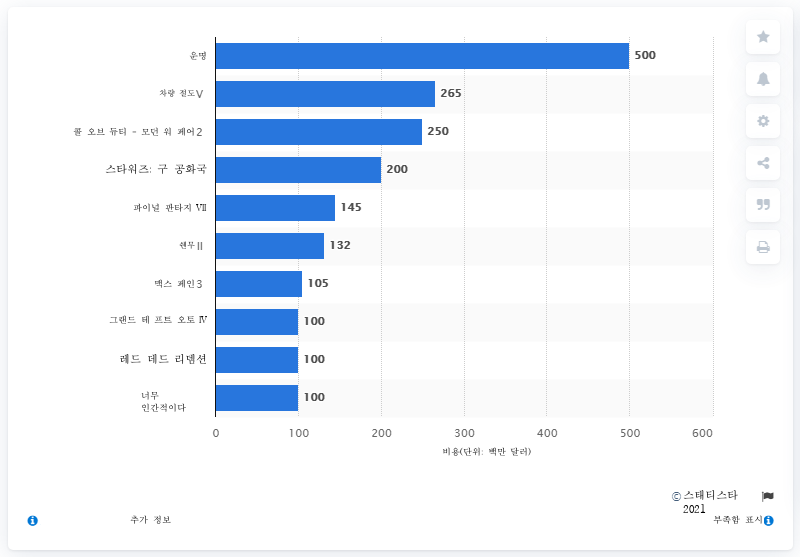 운명 500
차량 절도V 265
콜 오브 듀티 - 모던 워 페어2 250
스타워즈: 구 공화국 200
파이널 판타지 VII 145
쉔무II 132
맥스 페인3 105
그랜드 테 프트 오토 IV 100
레드 데드 리뎀션 100
너무
인간적이다 100
0 100 200 300 400 500 600
비용(단위: 백만 달러)
© 스태티스타
2021
추가 정보 부족함 표시